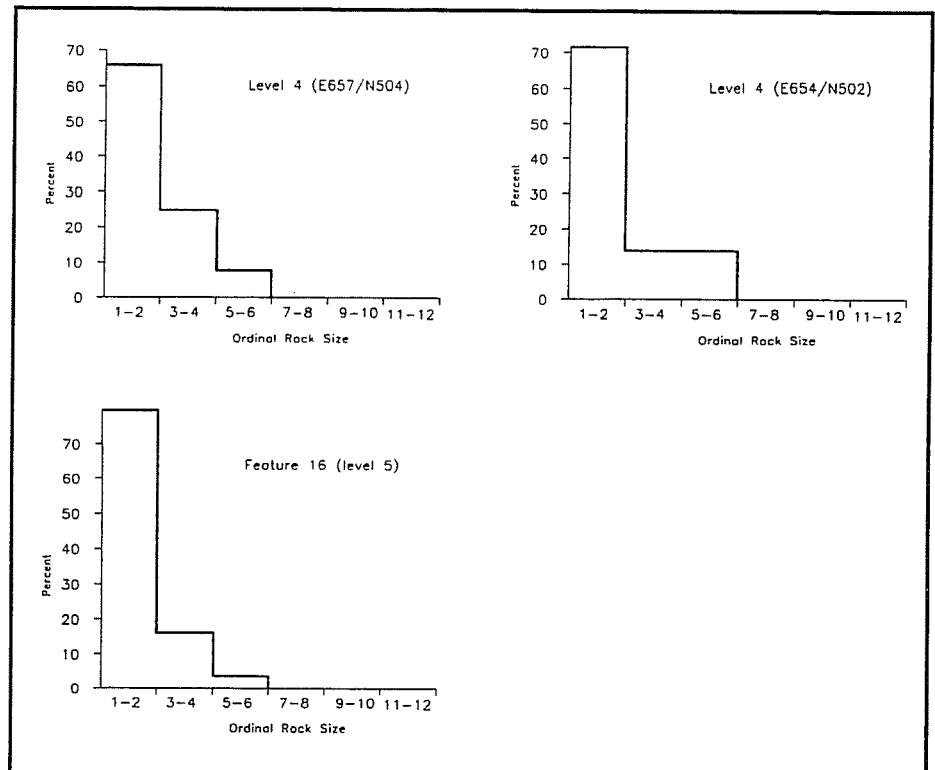 Level 4 (E657/N504)
70
60
50
40
30
20
10
0
Percent
1-2 3-4 5-6 7-8 9-10 11-12
Ordinal Rock Size
Level 4 (E654/N502)
70
60
50
40
30
20
10
0
Percent
1-2 3-4 5-6 7-8 9-10 11-12
Ordinal Rock Size
Feature 16 (level 5)
70
60
50
40
30
20
10
0
Percent
1-2 3-4 5-6 7-8 9-10 11-12
Ordinal Rock Size